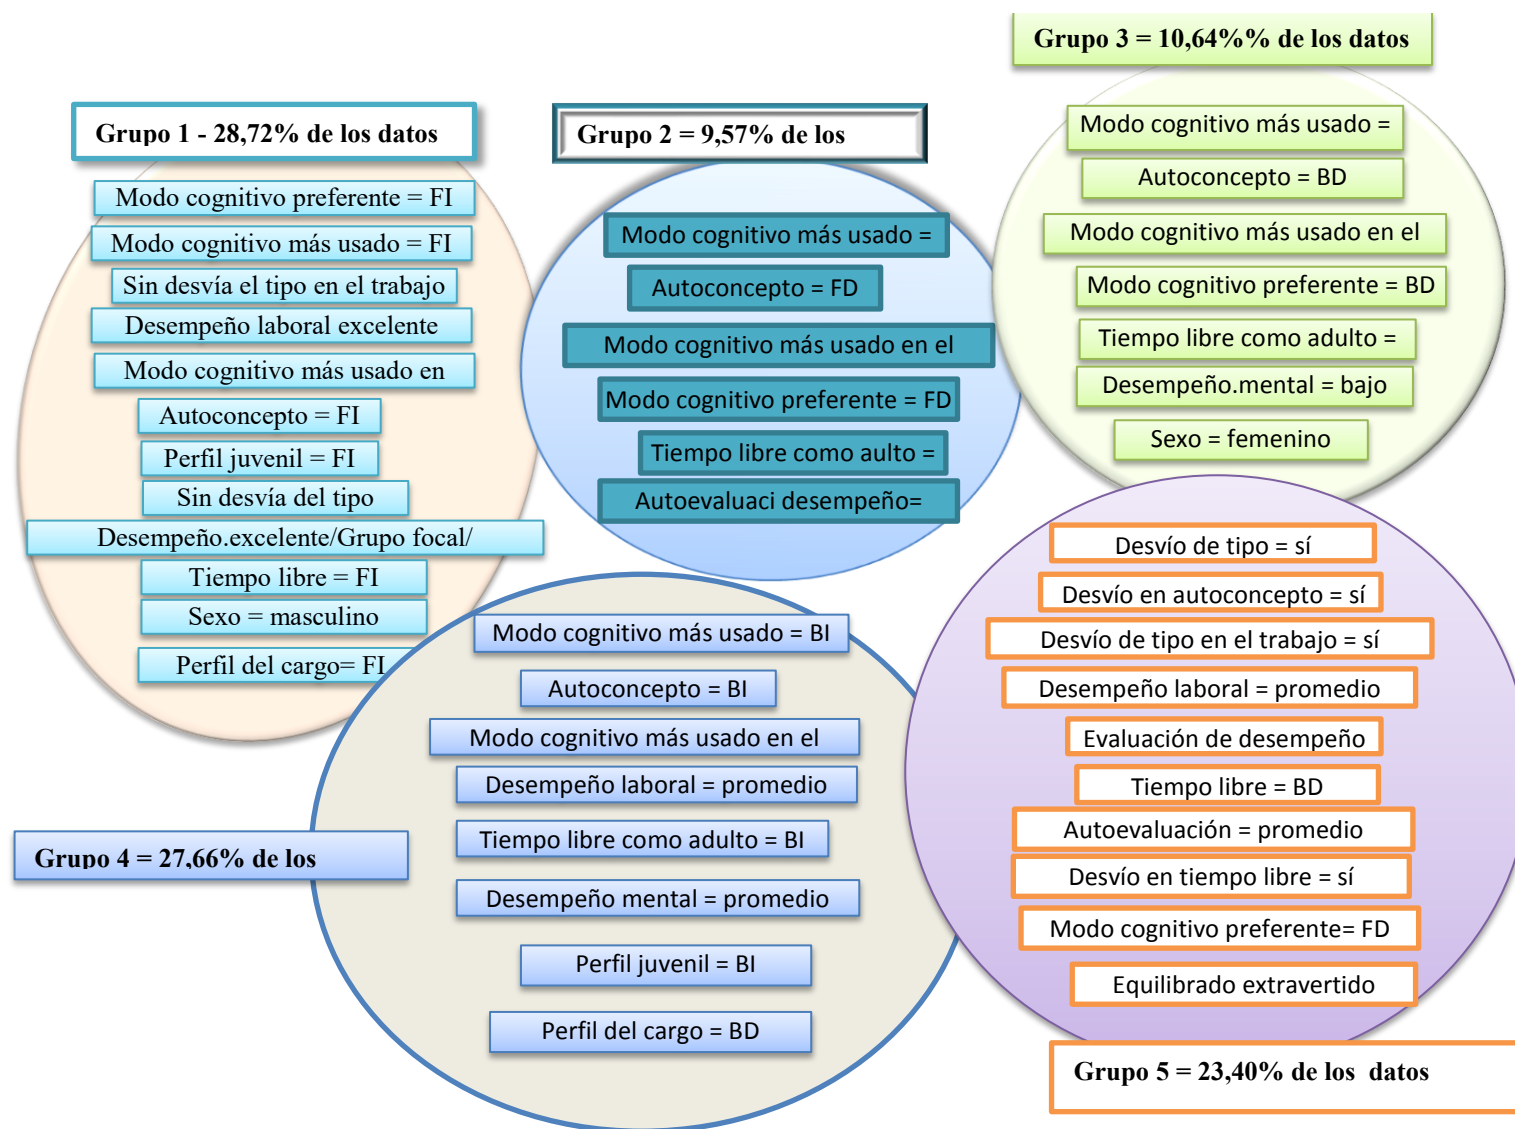 Grupo 1 - 28,72% de los datos
Modo cognitivo preferente = FI
Modo cognitivo más usado = FI
Sin desvía el tipo en el trabajo
Desempeño laboral excelente
Modo cognitivo más usado en
Autoconcepto = FI
Perfil juvenil = FI
Sin desvía del tipo
Desempeño.excelente/Grupo focal/
Tiempo libre = FI
Sexo = masculino
Perfil del cargo= FI
Grupo 2 = 9,57% de los
Modo cognitivo más usado =
Autoconcepto = FD
Modo cognitivo más usado en el
Modo cognitivo preferente = FD
Tiempo libre como aulto =
Autoevaluaci desempeño=
Grupo 3 = 10,64%% de los datos
Modo cognitivo más usado =
Autoconcepto = BD
Modo cognitivo más usado en el
Modo cognitivo preferente = BD
Tiempo libre como adulto =
Desempeño.mental = bajo
Sexo = femenino
Grupo 4 = 27,66% de los
Modo cognitivo más usado = BI
Autoconcepto = BI
Modo cognitivo más usado en el
Desempeño laboral = promedio
Tiempo libre como adulto = BI
Desempeño mental = promedio
Perfil juvenil = BI
Perfil del cargo = BD
Desvío de tipo = sí
Desvío en autoconcepto = sí
Desvío de tipo en el trabajo = sí
Desempeño laboral = promedio
Evaluación de desempeño
Tiempo libre = BD
Autoevaluación = promedio
Desvío en tiempo libre = sí
Modo cognitivo preferente= FD
Equilibrado extravertido
Grupo 5 = 23,40% de los  datos